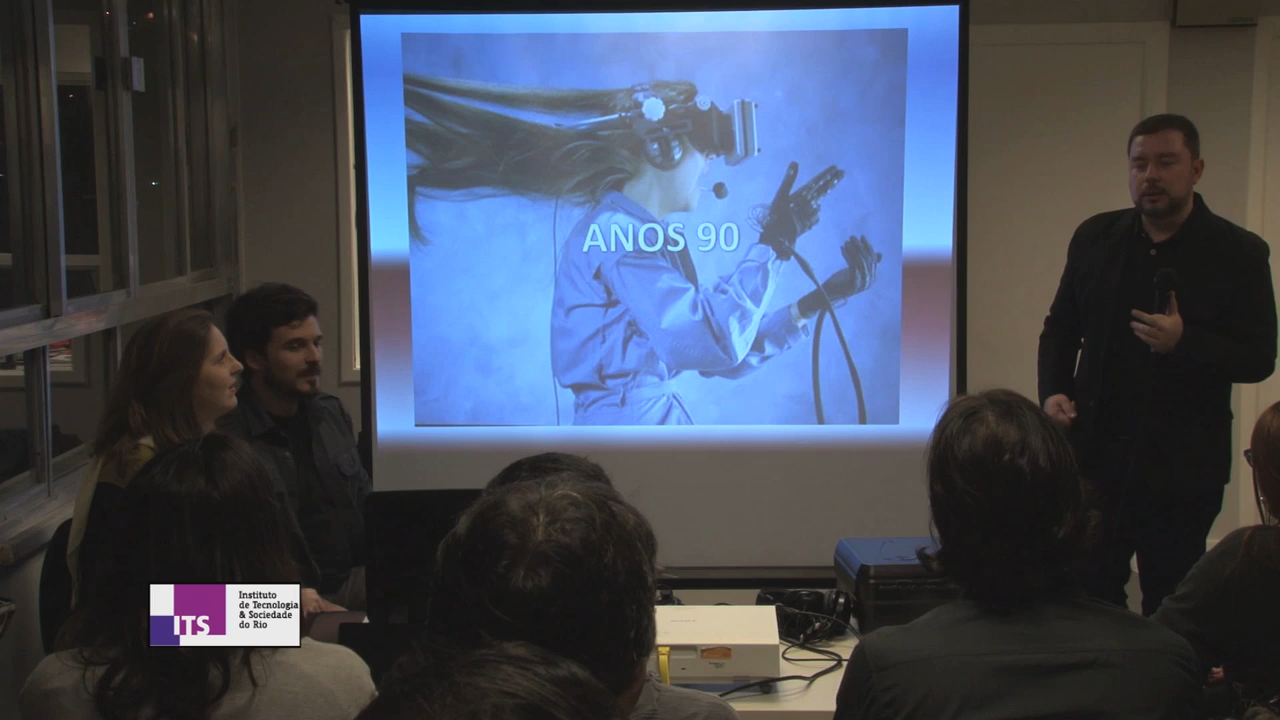 ANOS 90
ITS
Instituto
de Tecnologia
& Sociedade
do Rio